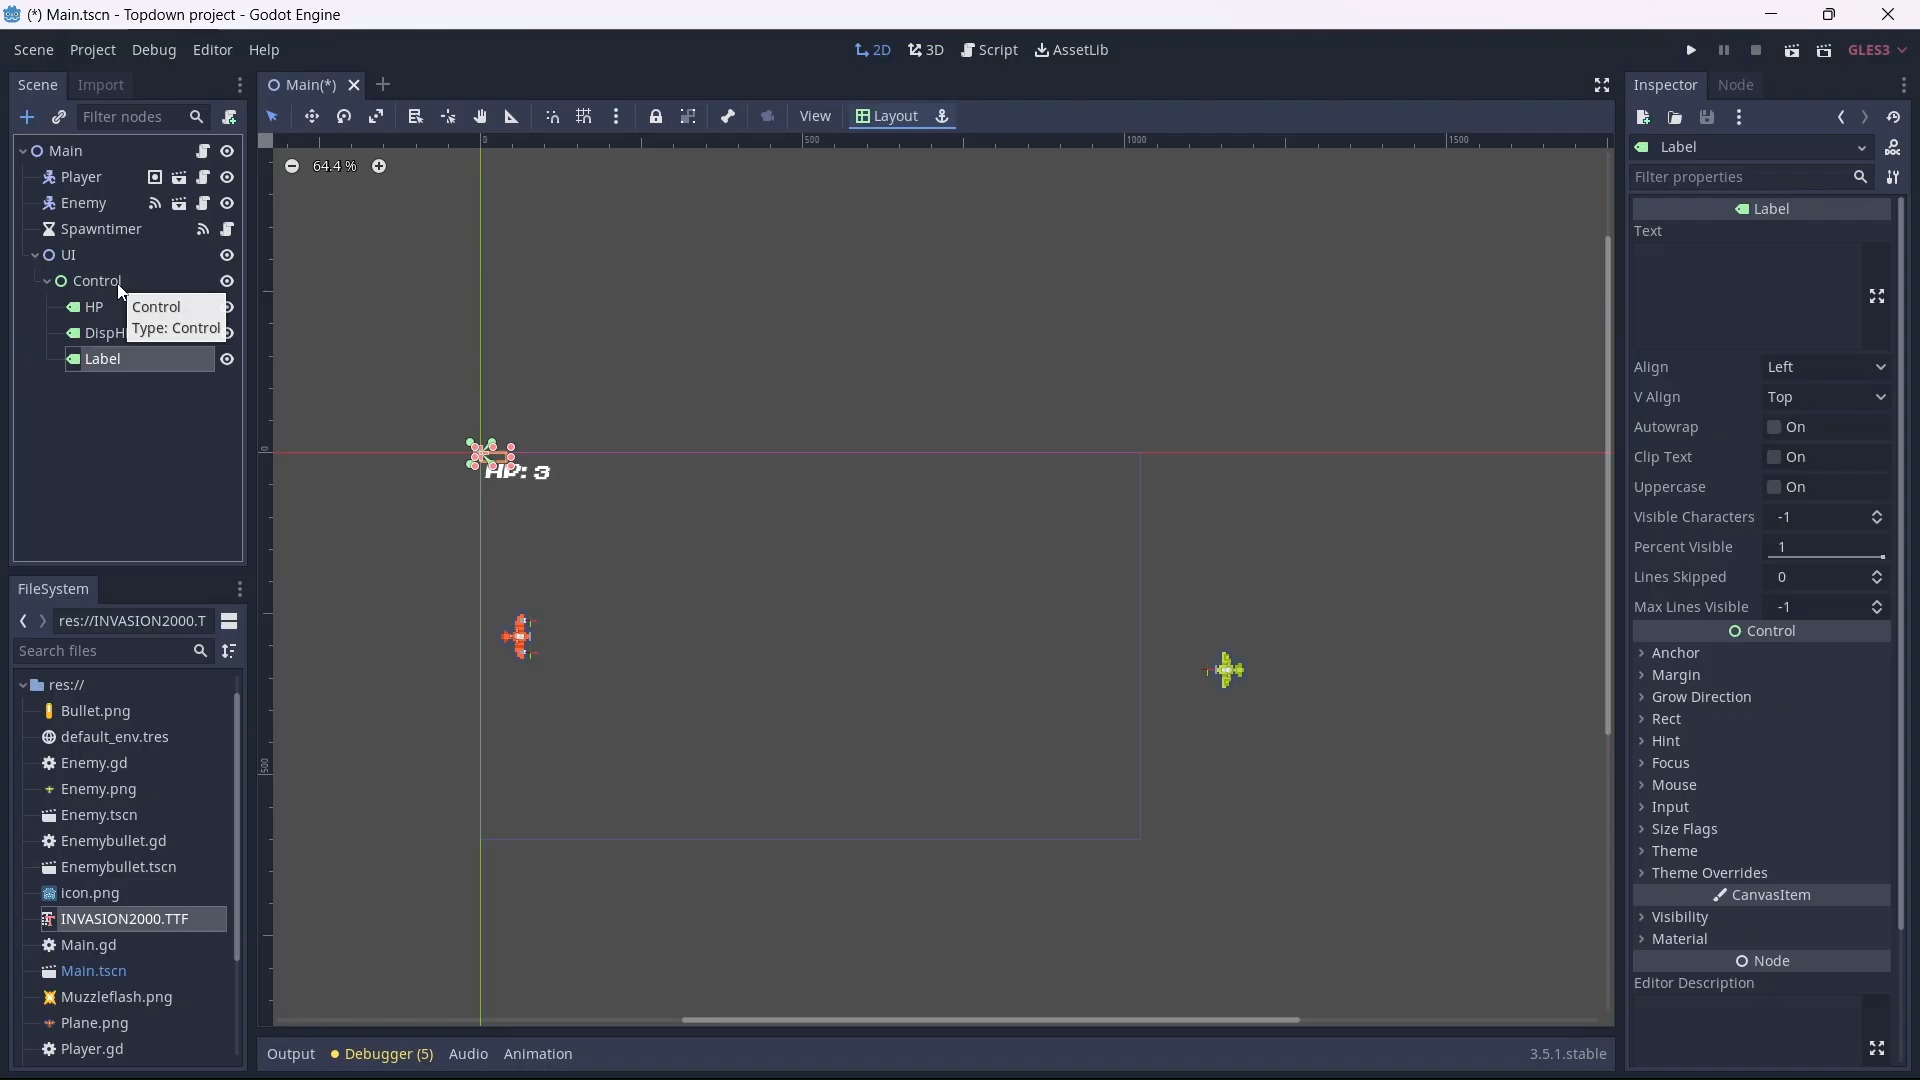 (*) Main.tscn - Topdown project - Godot Engine
Scene Project Debug Editor Help
2D 3D Script AssetLib
GLES3
Scene Import
Main(*)
Inspector Node
Filter nodes
View Layout
Main
Player
Enemy
Spawntimer
UI
Control
HP
DispH
Label
Control
Type: Control
64.4 %
0 500 1000 1500
0
500
HP: 3
Label
Filter properties
Label
Text
Align Left
V Align Top
Autowrap On
Clip Text On
Uppercase On
Visible Characters -1
Percent Visible 1
Lines Skipped 0
Max Lines Visible -1
Control
Anchor
Margin
Grow Direction
Rect
Hint
Focus
Mouse
Input
Size Flags
Theme
Theme Overrides
CanvasItem
Visibility
Material
Node
Editor Description
FileSystem
res://INVASION2000.T
Search files
res://
Bullet.png
default_env.tres
Enemy.gd
Enemy.png
Enemy.tscn
Enemybullet.gd
Enemybullet.tscn
icon.png
INVASION2000.TTF
Main.gd
Main.tscn
Muzzleflash.png
Plane.png
Player.gd
Output Debugger (5) Audio Animation
3.5.1.stable